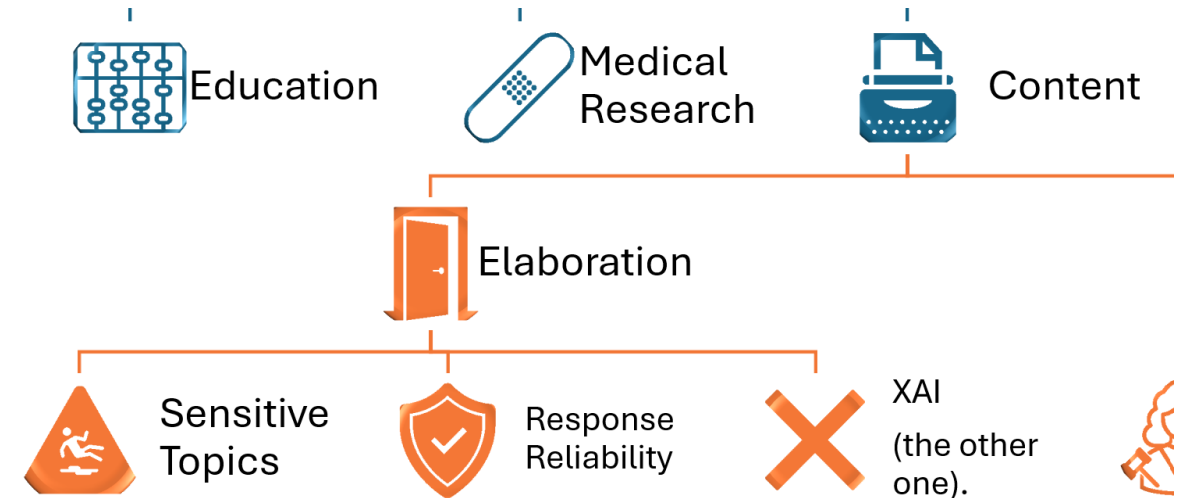 Education
Medical
Research
Content
Elaboration
Sensitive
Topics
Response
Reliability
XAI
(the other
one).